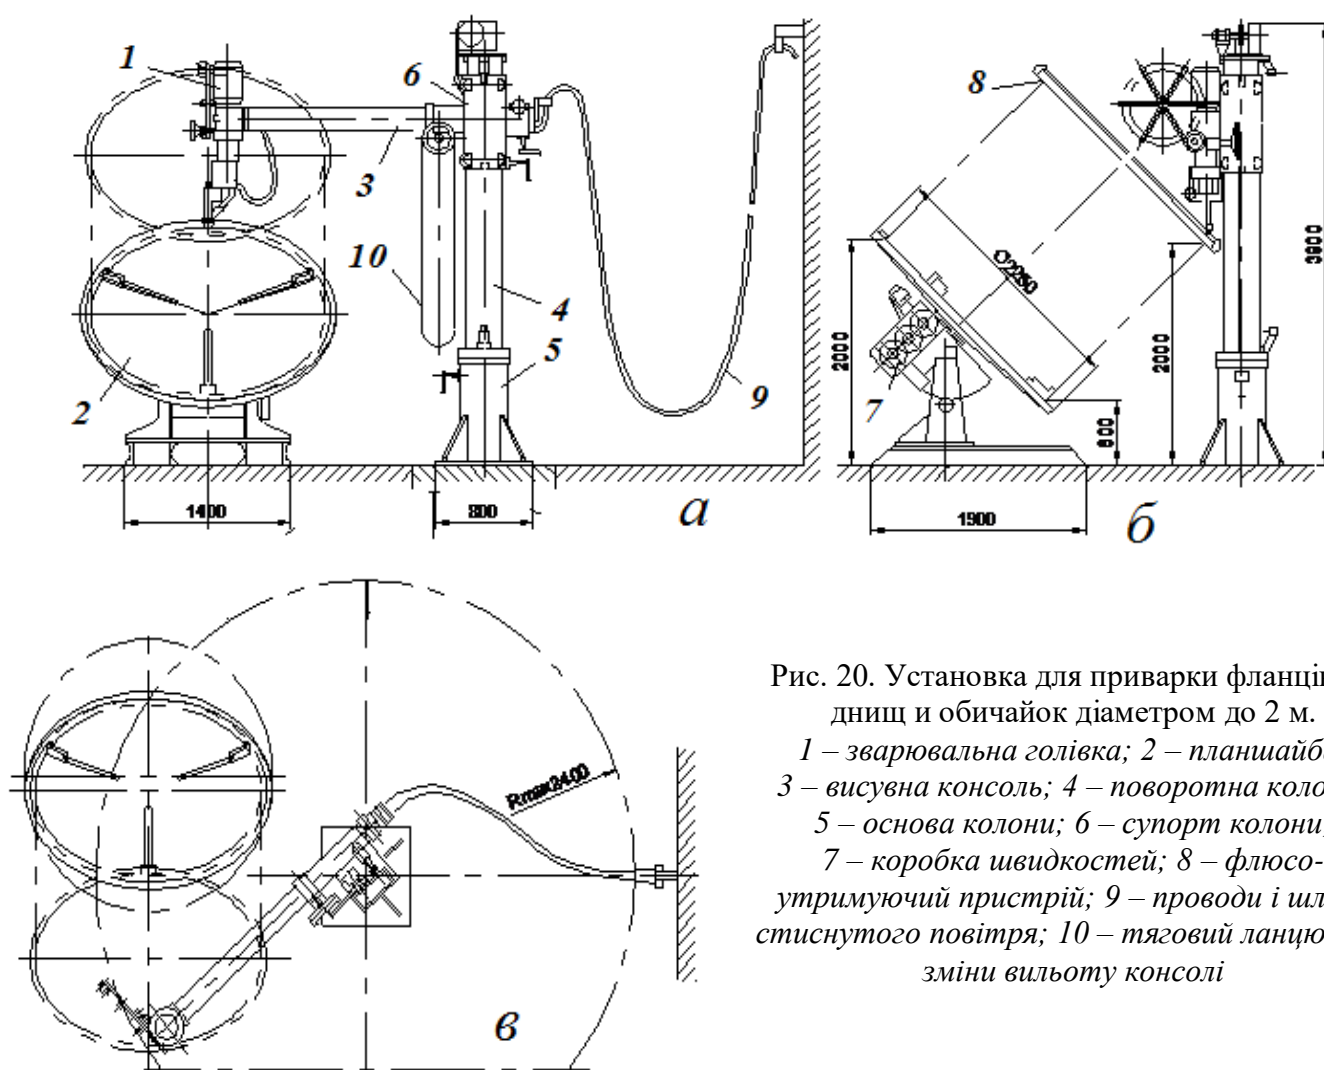 1
6
8
3
10
4
5
2
9
7
а
б
1400
800
2000
2000
600
1900
3900
Rmax2400
в
Рис. 20. Установка для приварки фланці
днищ и обичайок діаметром до 2 м.
1 – зварювальна голівка; 2 – планшайб
3 – висувна консоль; 4 – поворотна коло
5 – основа колони; 6 – супорт колони
7 – коробка швидкостей; 8 – флюсо-
утримуючий пристрій; 9 – проводи і шл
стиснутого повітря; 10 – тяговий ланцю
зміни вильоту консолі